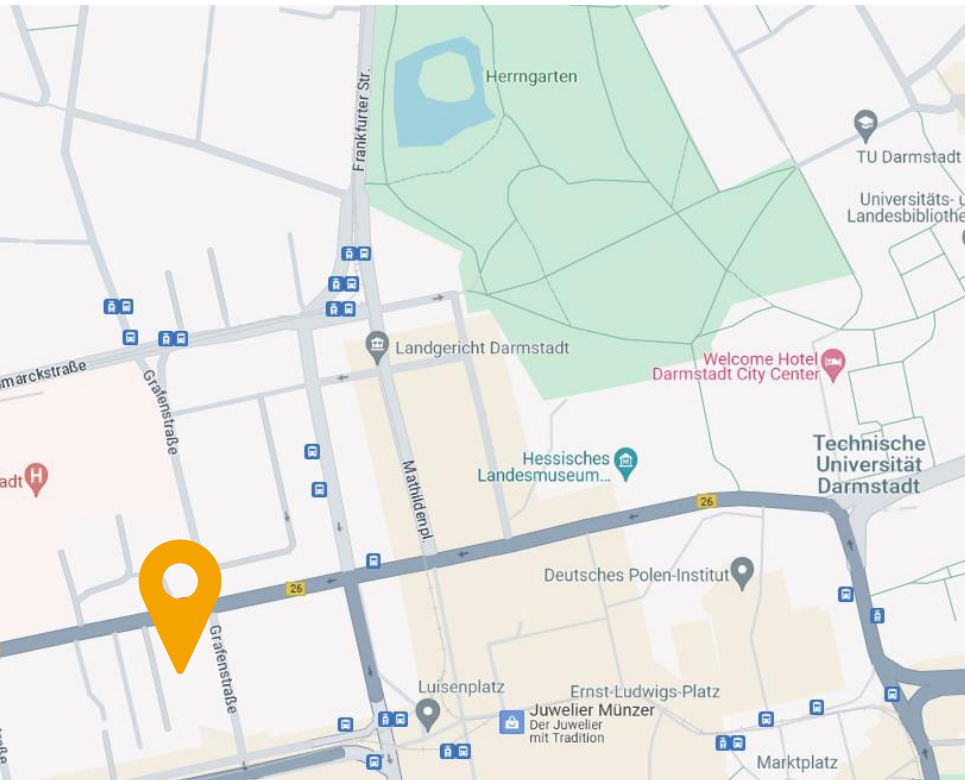 Herrngarten
Frankfurter Str.
TU Darmstadt
Universitäts- u
Landesbibliothe
Landgericht Darmstadt
Welcome Hotel
Darmstadt City Center
marckstraße
Grafenstraße
Technische
Universität
Darmstadt
Hessisches
Landesmuseum...
adt
H
Mathildenpl.
26
Deutsches Polen-Institut
26
Grafenstraße
Luisenplatz
Ernst-Ludwigs-Platz
Juwelier Münzer
Der Juwelier
mit Tradition
raße
Marktplatz